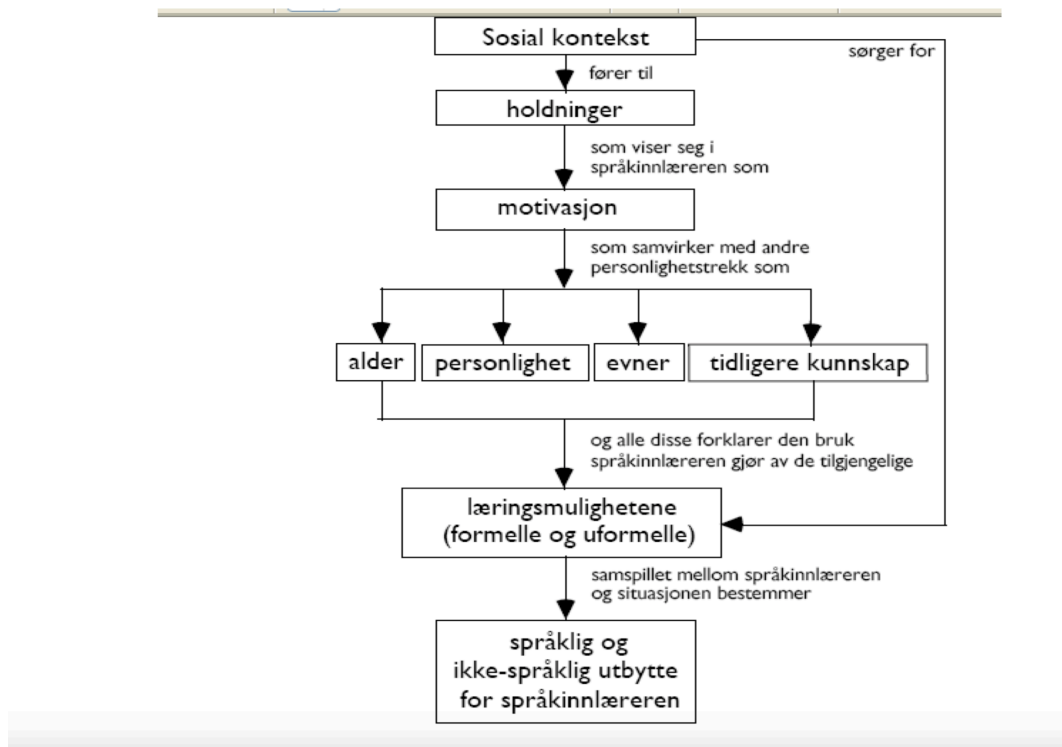 Sosial kontekst
sørger for
fører til
holdninger
som viser seg i
språkinnlæreren som
motivasjon
som samvirker med andre
personlighetstrekk som
alder
personlighet
evner
tidligere kunnskap
og alle disse forklarer den bruk
språkinnlæreren gjør av de tilgjengelige
læringsmulighetene
(formelle og uformelle)
samspillet mellom språkinnlæreren
og situasjonen bestemmer
språklig og
ikke-språklig utbytte
for språkinnlæreren